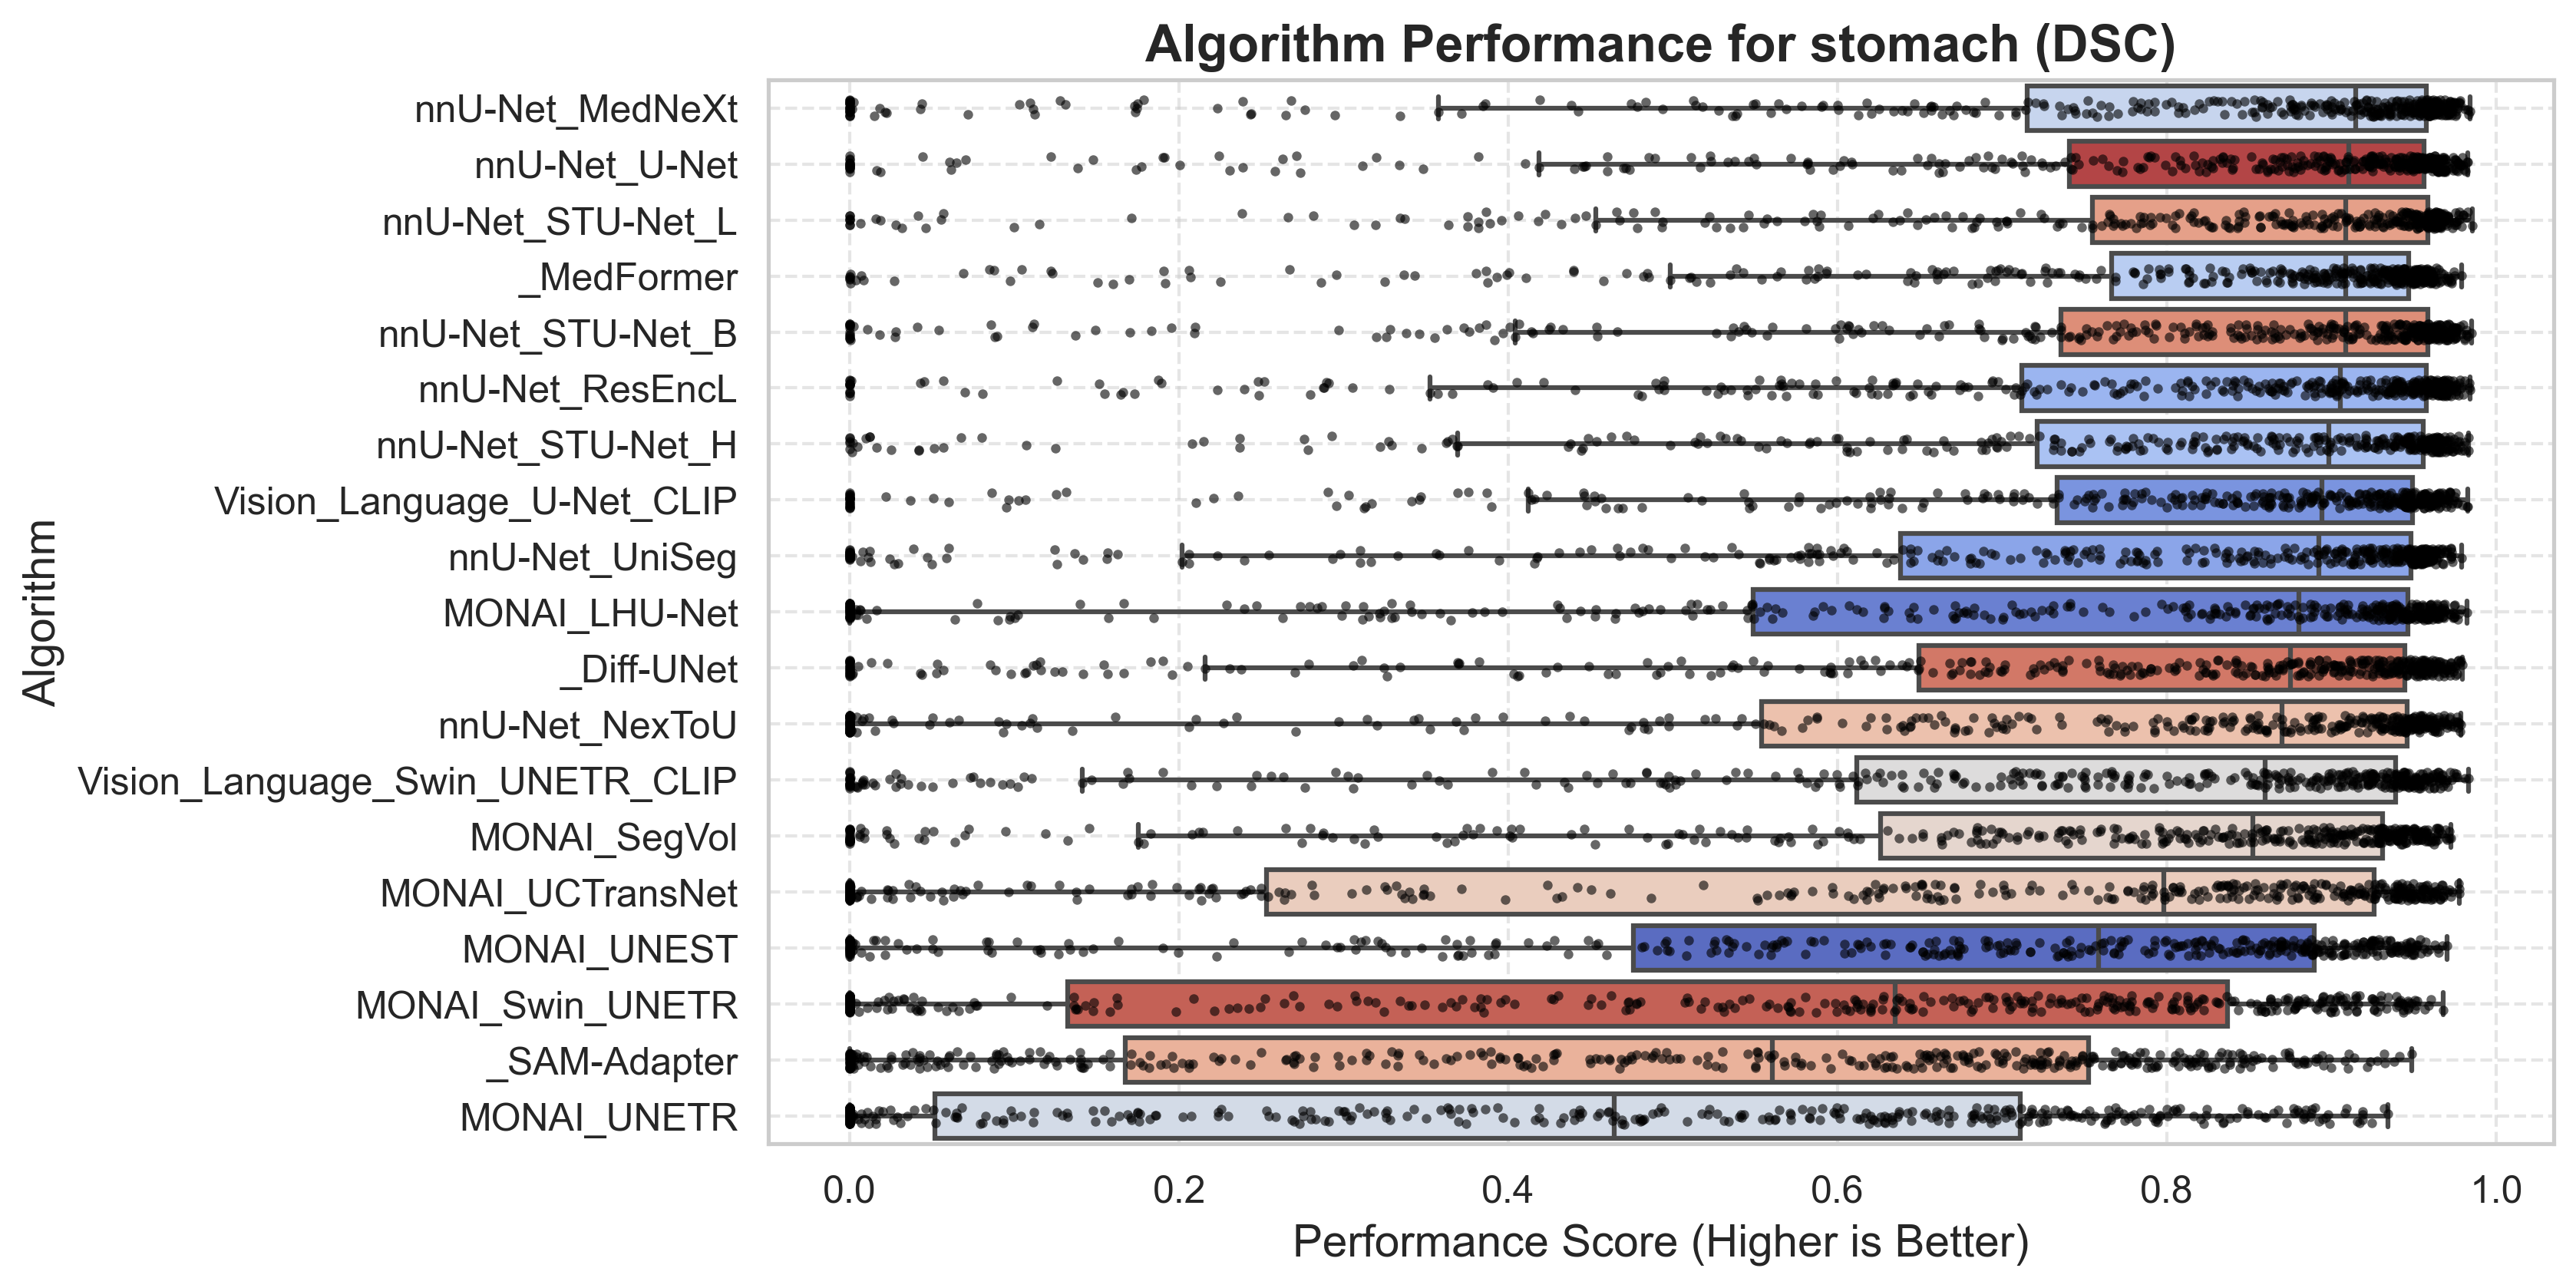 Algorithm Performance for stomach (DSC)
Algorithm
nnU-Net_MedNeXt
nnU-Net_U-Net
nnU-Net_STU-Net_L
_MedFormer
nnU-Net_STU-Net_B
nnU-Net_ResEncL
nnU-Net_STU-Net_H
Vision_Language_U-Net_CLIP
nnU-Net_UniSeg
MONAI_LHU-Net
_Diff-UNet
nnU-Net_NexToU
Vision_Language_Swin_UNETR_CLIP
MONAI_SegVol
MONAI_UCTransNet
MONAI_UNEST
MONAI_Swin_UNETR
_SAM-Adapter
MONAI_UNETR
0.0 0.2 0.4 0.6 0.8 1.0
Performance Score (Higher is Better)